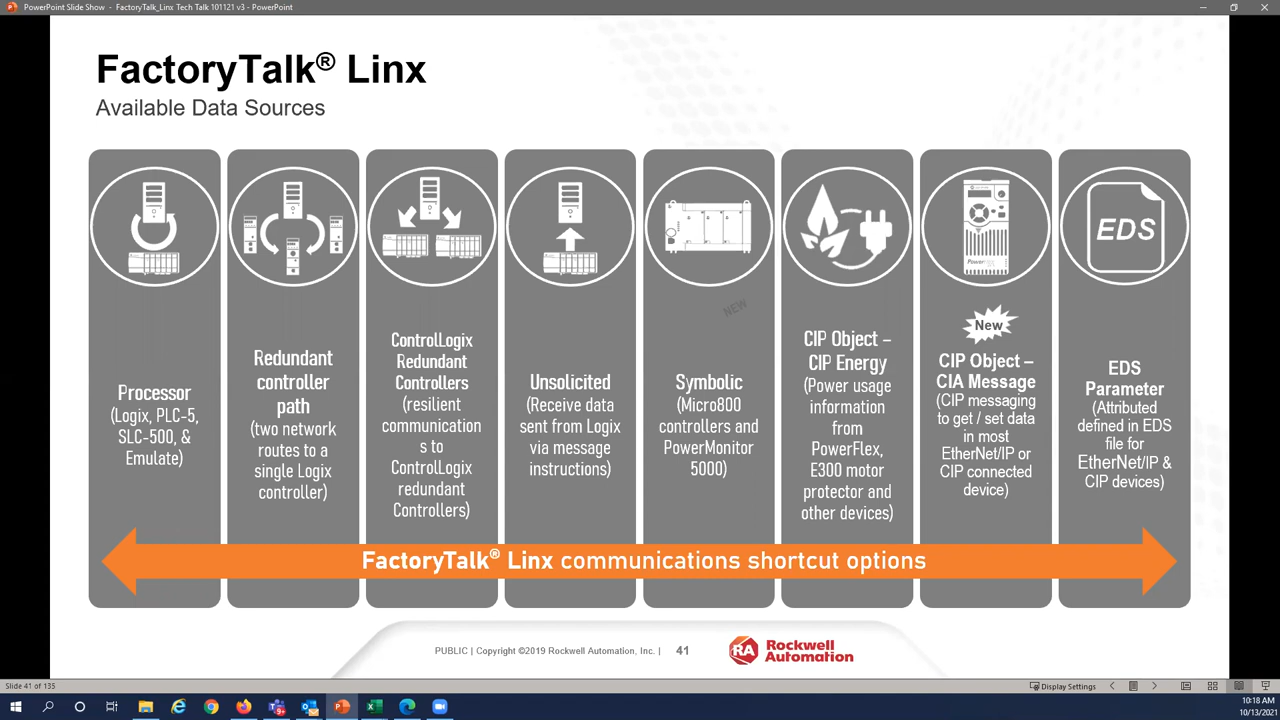 PowerPoint Slide Show - FactoryTalk_Linx Tech Talk 101121 v3 - PowerPoint
FactoryTalk® Linx
Available Data Sources
Processor
(Logix, PLC-5,
SLC-500, &
Emulate)
Redundant
controller
path
(two network
routes to a
single Logix
controller)
ControlLogix
Redundant
Controllers
(resilient
communication
s to
ControlLogix
redundant
Controllers)
Unsolicited
(Receive data
sent from Logix
via message
instructions)
NEW
Symbolic
(Micro800
controllers and
PowerMonitor
5000)
CIP Object –
CIP Energy
(Power usage
information
from
PowerFlex,
E300 motor
protector and
other devices)
PowerFlex
New
CIP Object –
CIA Message
(CIP messaging
to get / set data
in most
EtherNet/IP or
CIP connected
device)
EDS
EDS
Parameter
(Attributed
defined in EDS
file for
EtherNet/IP &
CIP devices)
FactoryTalk® Linx communications shortcut options
PUBLIC | Copyright ©2019 Rockwell Automation, Inc. | 41
RA Rockwell
Automation
Slide 41 of 135
Display Settings
10:18 AM
10/13/2021